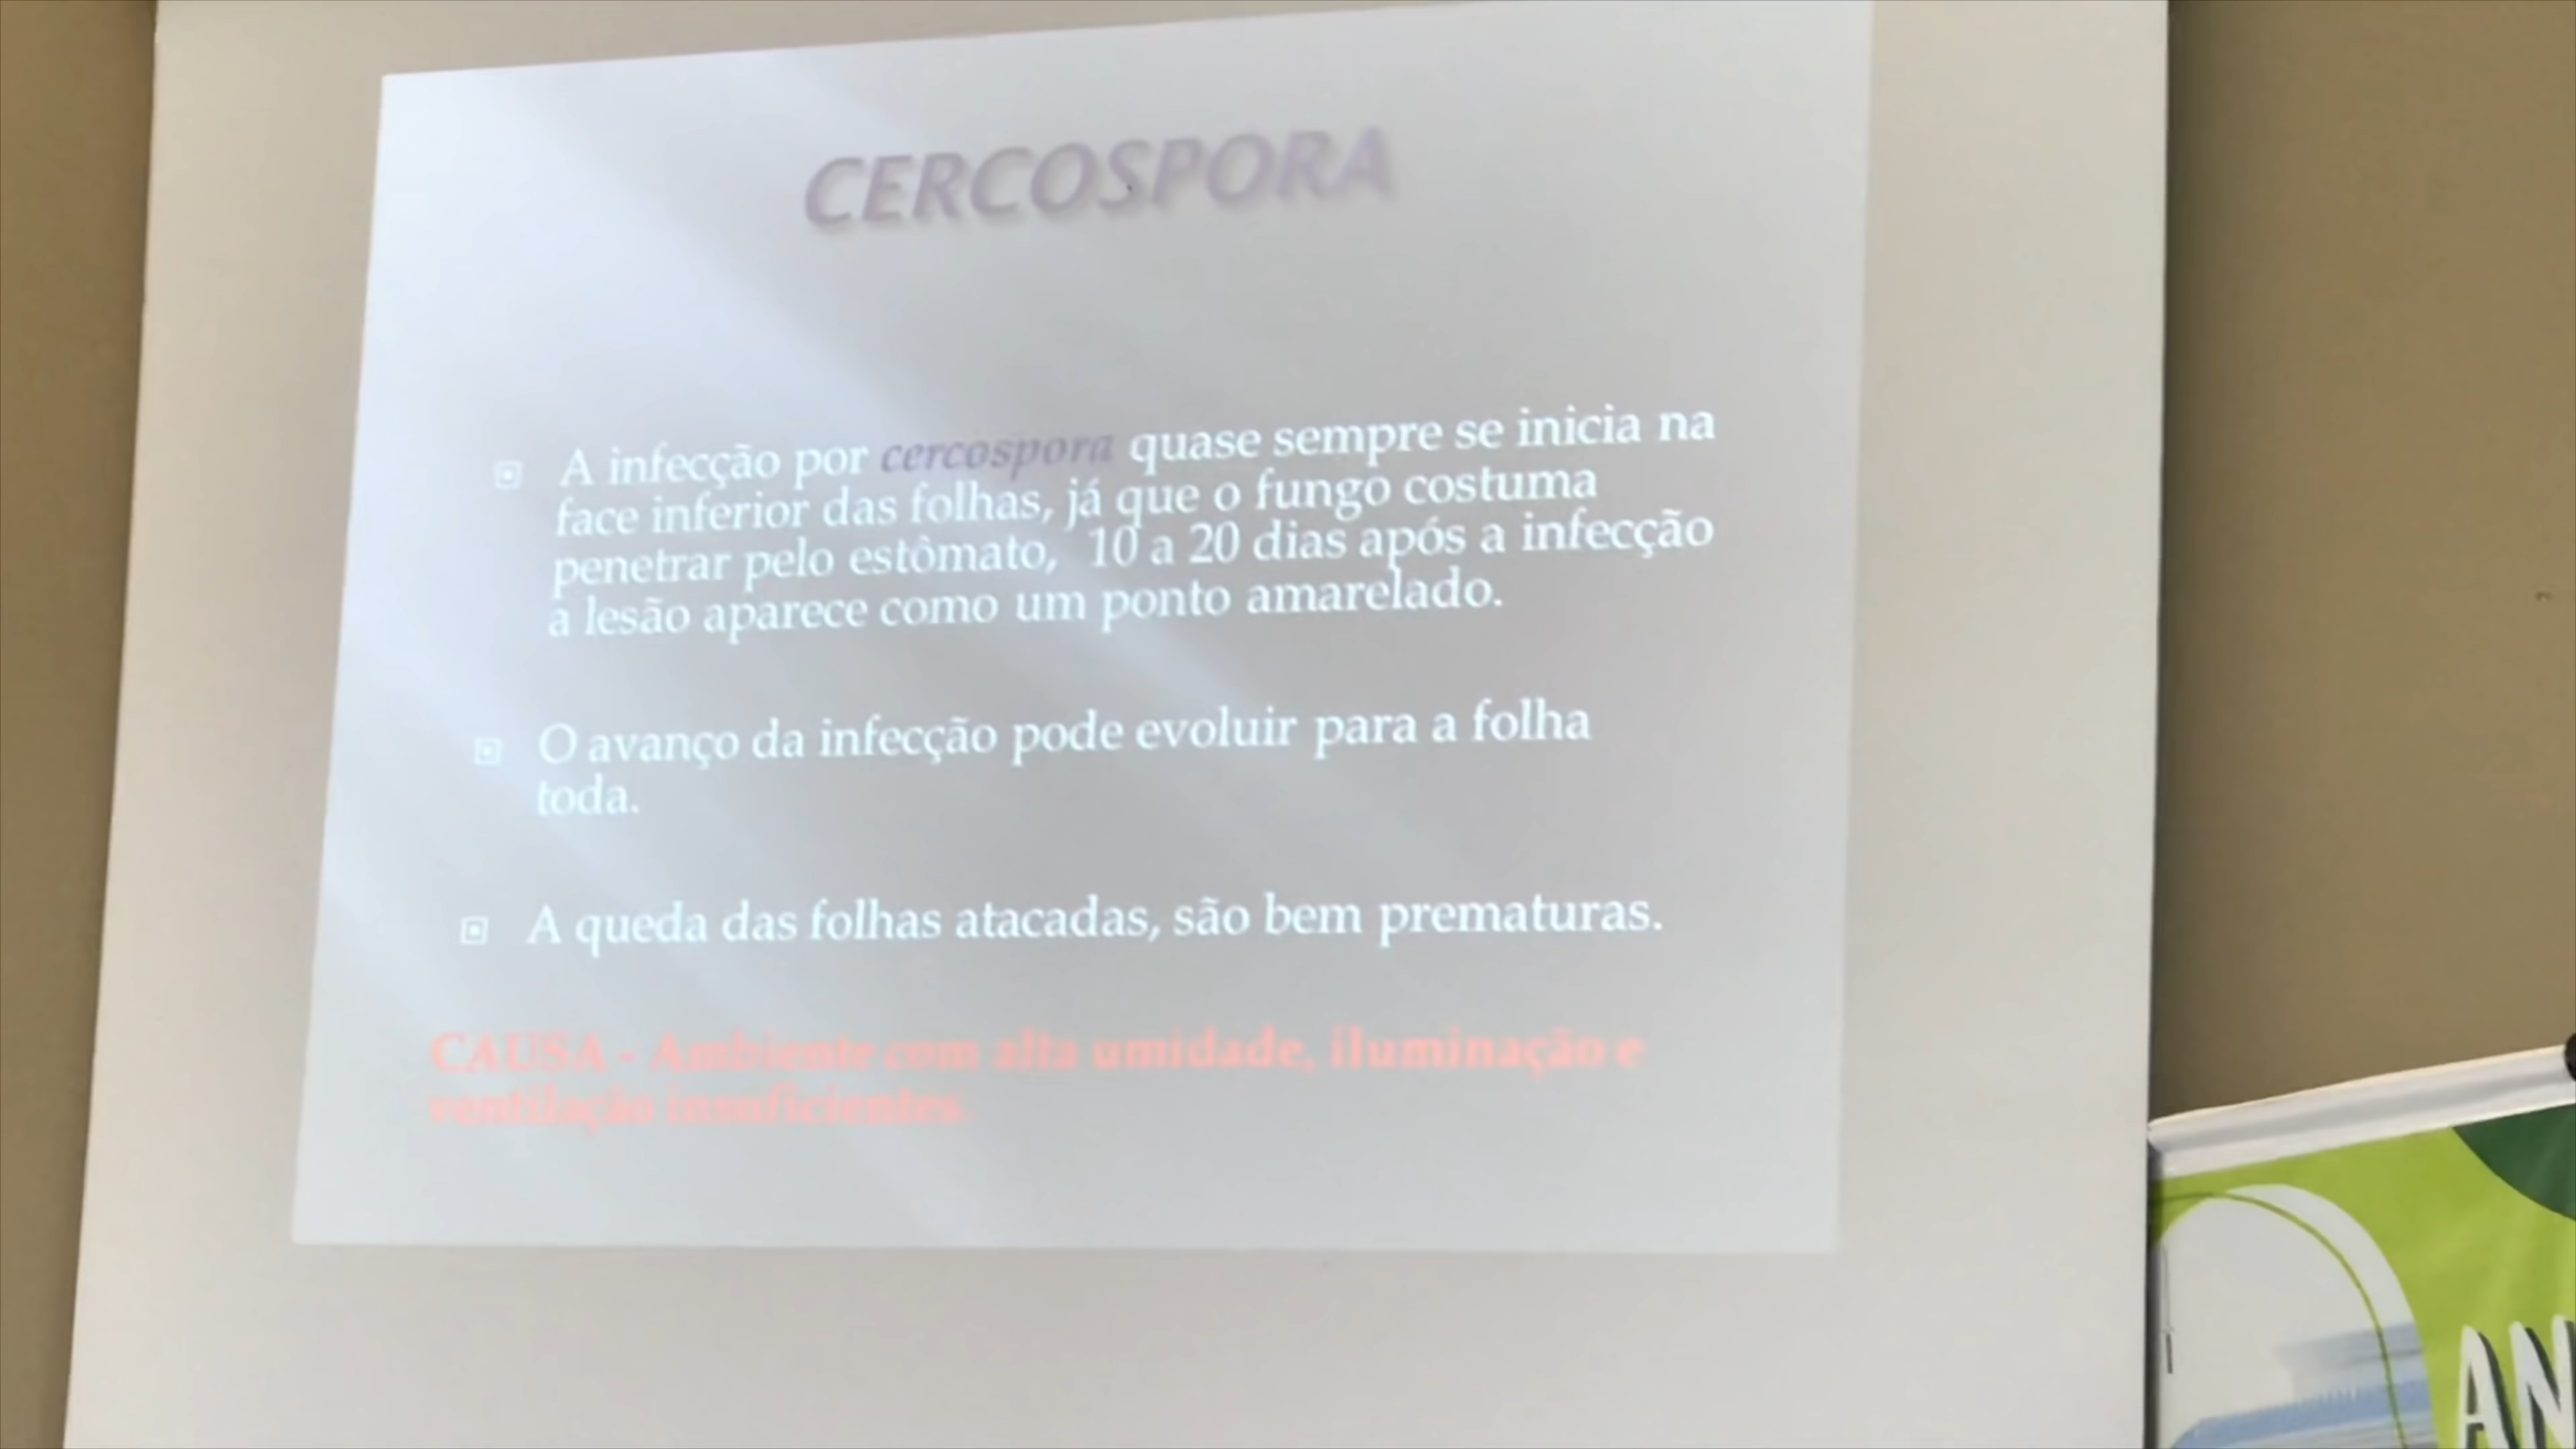 CERCOSPORA
A infecção por cercospora quase sempre se inicia na
face inferior das folhas, já que o fungo costuma
penetrar pelo estômato, 10 a 20 dias após a infecção
a lesão aparece como um ponto amarelado.
O avanço da infecção pode evoluir para a folha
toda.
A queda das folhas atacadas, são bem prematuras.
CAUSA - Ambiente com alta umidade, iluminação e
ventilação insuficientes.
AN